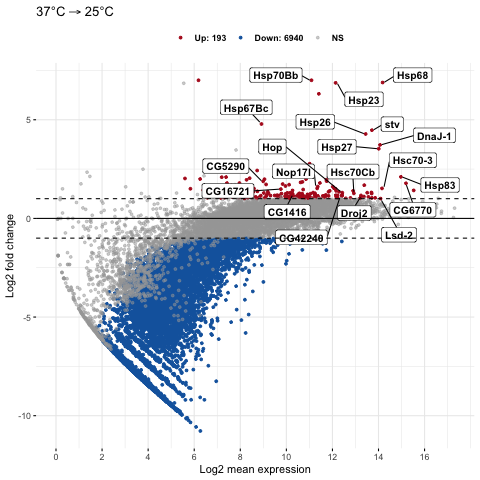 37°C → 25°C
Up: 193 Down: 6940 NS
Hsp70Bb
Hsp68
Hsp23
Hsp67Bc
Hsp26
stv
DnaJ-1
Hop
Hsp27
Hsc70-3
CG5290
Nop17l
Hsc70Cb
Hsp83
CG16721
CG1416
Droj2
CG6770
CG42240
Lsd-2
5
0
-5
-10
Log2 fold change
0 2 4 6 8 10 12 14 16
Log2 mean expression